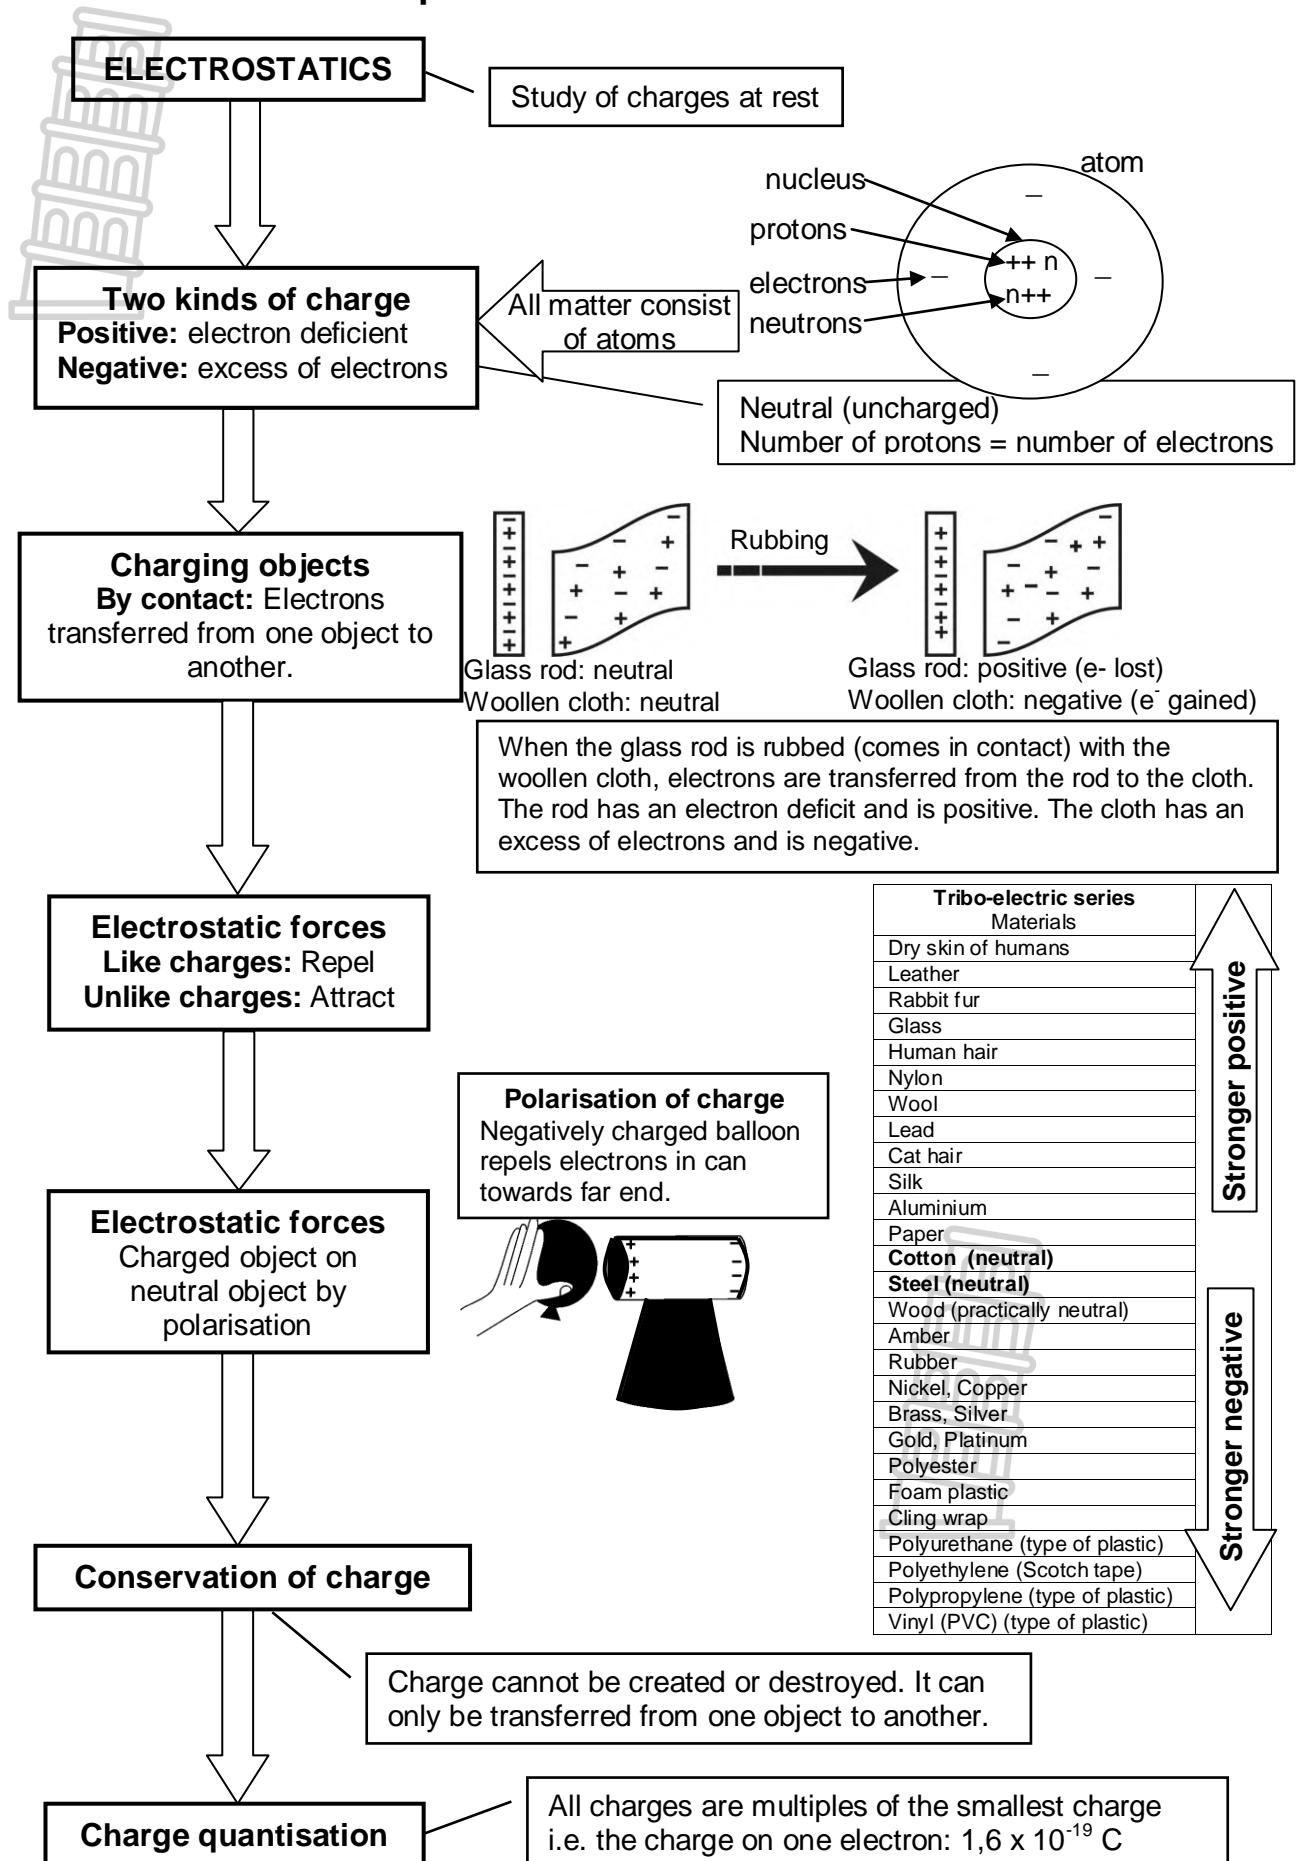 ELECTROSTATICS
Study of charges at rest
atom
nucleus
protons
electrons
neutrons
++ n
n++
Two kinds of charge
Positive: electron deficient
Negative: excess of electrons
All matter consist
of atoms
Neutral (uncharged)
Number of protons = number of electrons
Charging objects
By contact: Electrons
transferred from one object to
another.
Rubbing
Glass rod: neutral
Woollen cloth: neutral
Glass rod: positive (e- lost)
Woollen cloth: negative (e⁻ gained)
When the glass rod is rubbed (comes in contact) with the
woollen cloth, electrons are transferred from the rod to the cloth.
The rod has an electron deficit and is positive. The cloth has an
excess of electrons and is negative.
Electrostatic forces
Like charges: Repel
Unlike charges: Attract
Tribo-electric series
Materials
Dry skin of humans
Leather
Rabbit fur
Glass
Human hair
Nylon
Wool
Lead
Cat hair
Silk
Aluminium
Paper
Cotton (neutral)
Steel (neutral)
Wood (practically neutral)
Amber
Rubber
Nickel, Copper
Brass, Silver
Gold, Platinum
Polyester
Foam plastic
Cling wrap
Polyurethane (type of plastic)
Polyethylene (Scotch tape)
Polypropylene (type of plastic)
Vinyl (PVC) (type of plastic)
Stronger positive
Stronger negative
Polarisation of charge
Negatively charged balloon
repels electrons in can
towards far end.
Electrostatic forces
Charged object on
neutral object by
polarisation
Conservation of charge
Charge cannot be created or destroyed. It can
only be transferred from one object to another.
Charge quantisation
All charges are multiples of the smallest charge
i.e. the charge on one electron: 1,6 x 10⁻¹⁹ C